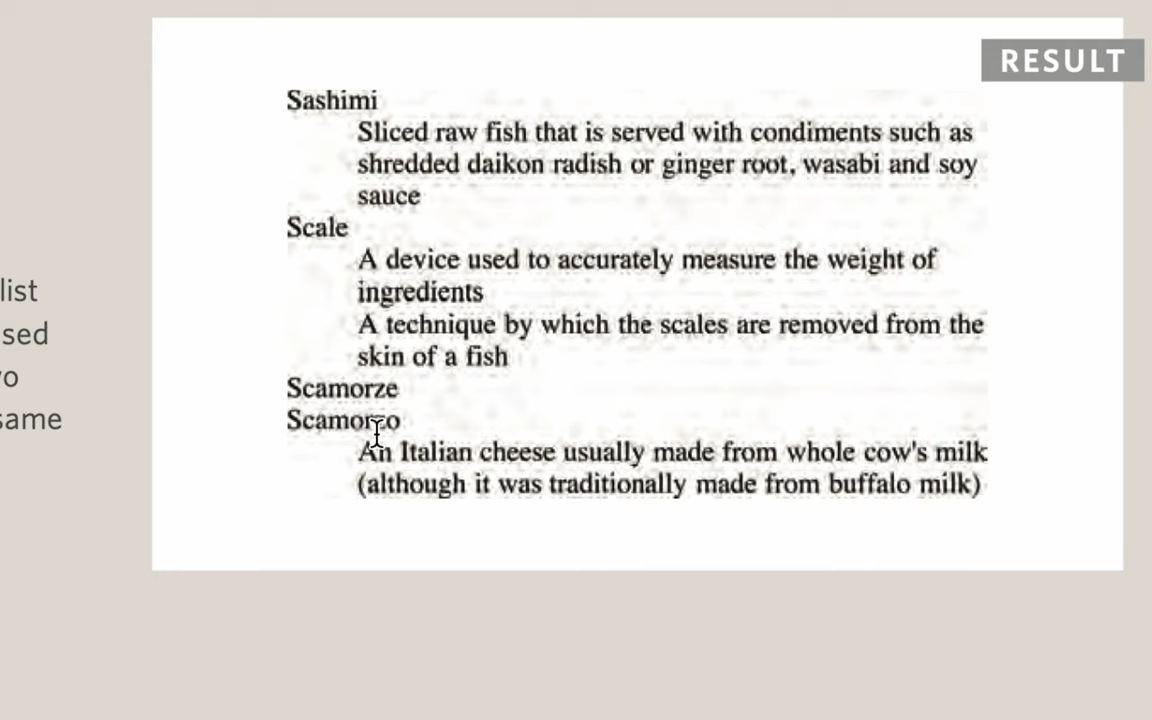 RESULT
Sashimi
Sliced raw fish that is served with condiments such as
shredded daikon radish or ginger root, wasabi and soy
sauce
Scale
A device used to accurately measure the weight of
ingredients
A technique by which the scales are removed from the
skin of a fish
Scamorze
Scamorzo
An Italian cheese usually made from whole cow's milk
(although it was traditionally made from buffalo milk)
list
sed
vo
same